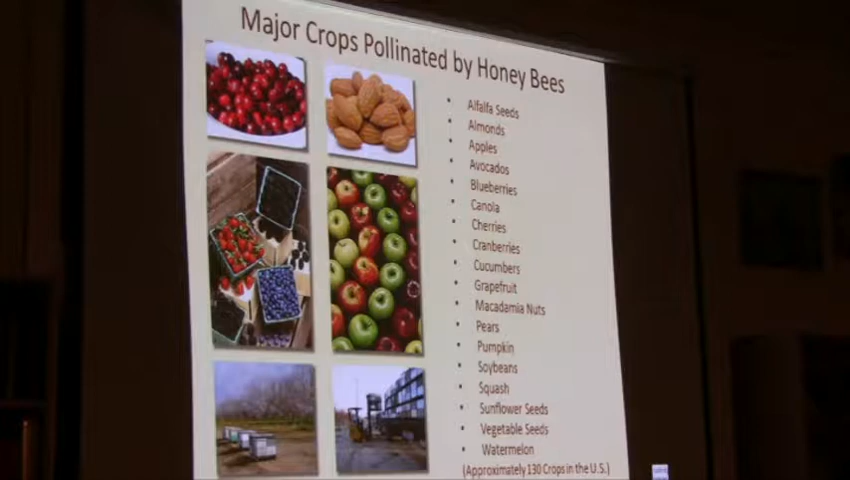 Major Crops Pollinated by Honey Bees
• Alfalfa Seeds
• Almonds
• Apples
• Avocados
• Blueberries
• Canola
• Cherries
• Cranberries
• Cucumbers
• Grapefruit
• Macadamia Nuts
• Pears
• Pumpkin
• Soybeans
• Squash
• Sunflower Seeds
• Vegetable Seeds
• Watermelon
(Approximately 130 Crops in the U.S.)